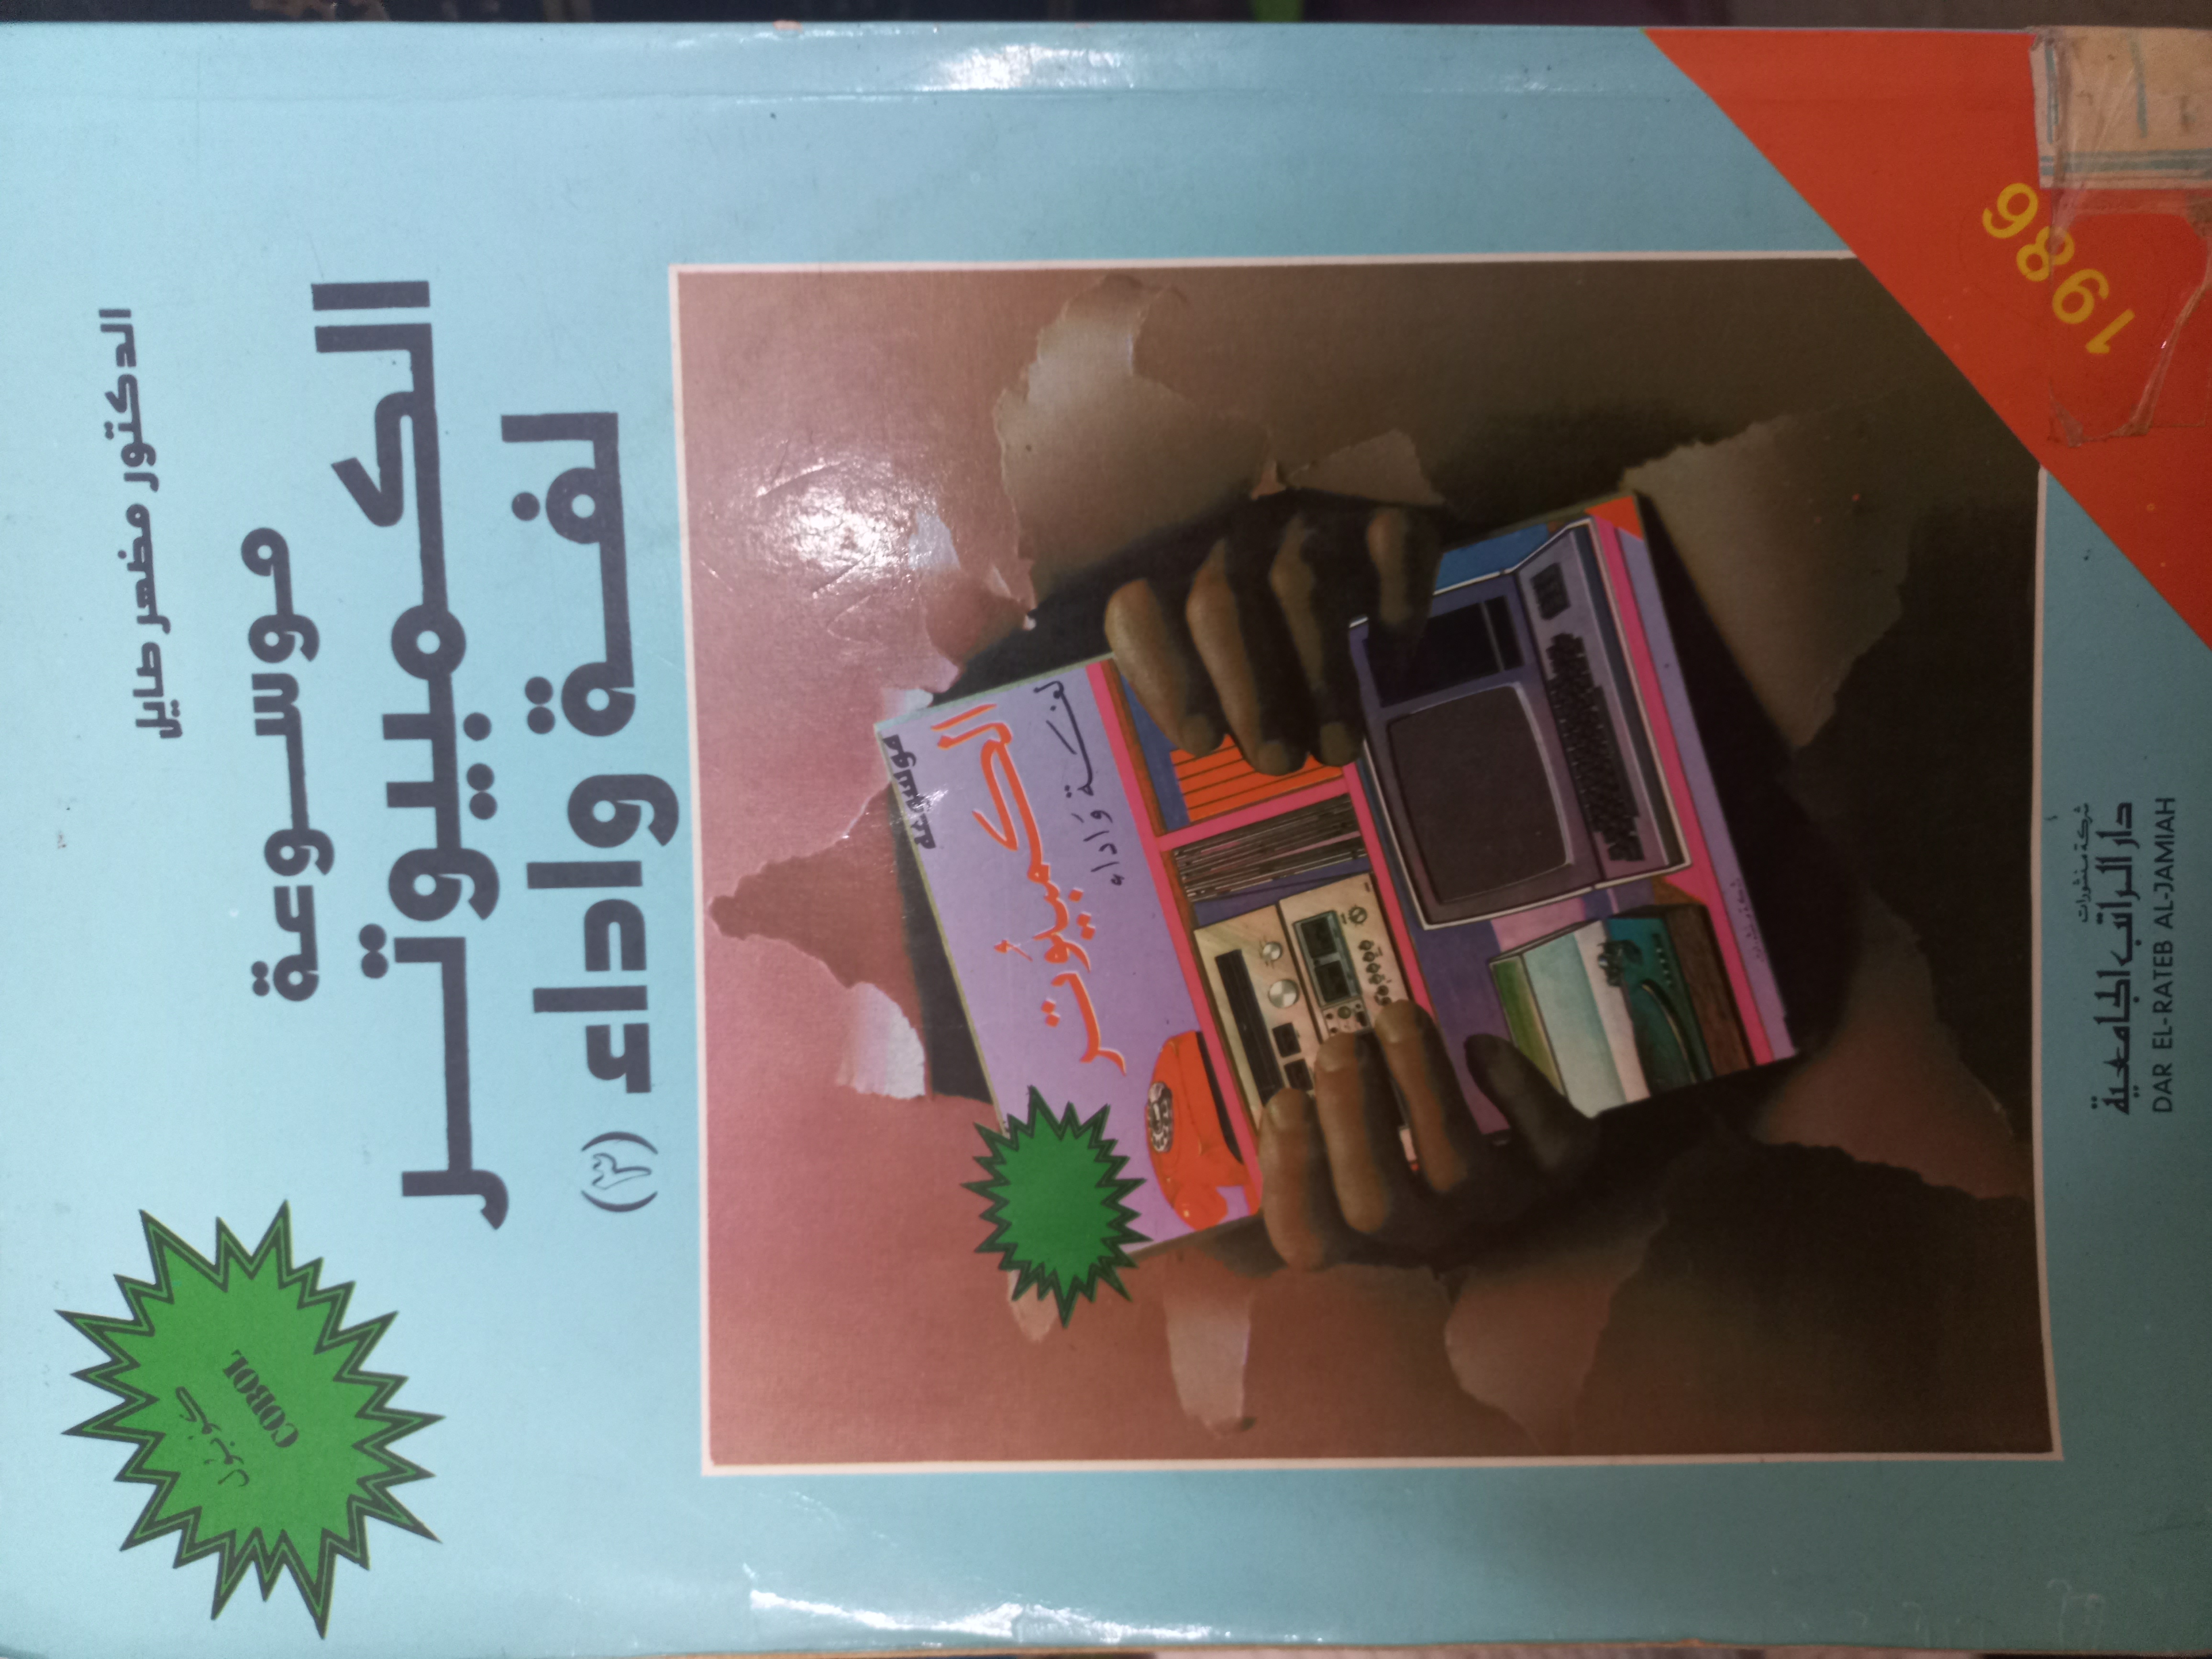 الدكتور مضهر طايل
كوبول
COBOL
موسوعة
الكمبيوتر
لغة واداء (٣)
موسوعة
الكمبيوتر
لغة واداء
1986
شركة منشورات
دار الراتب الجامعية
DAR EL-RATEB AL-JAMIAH